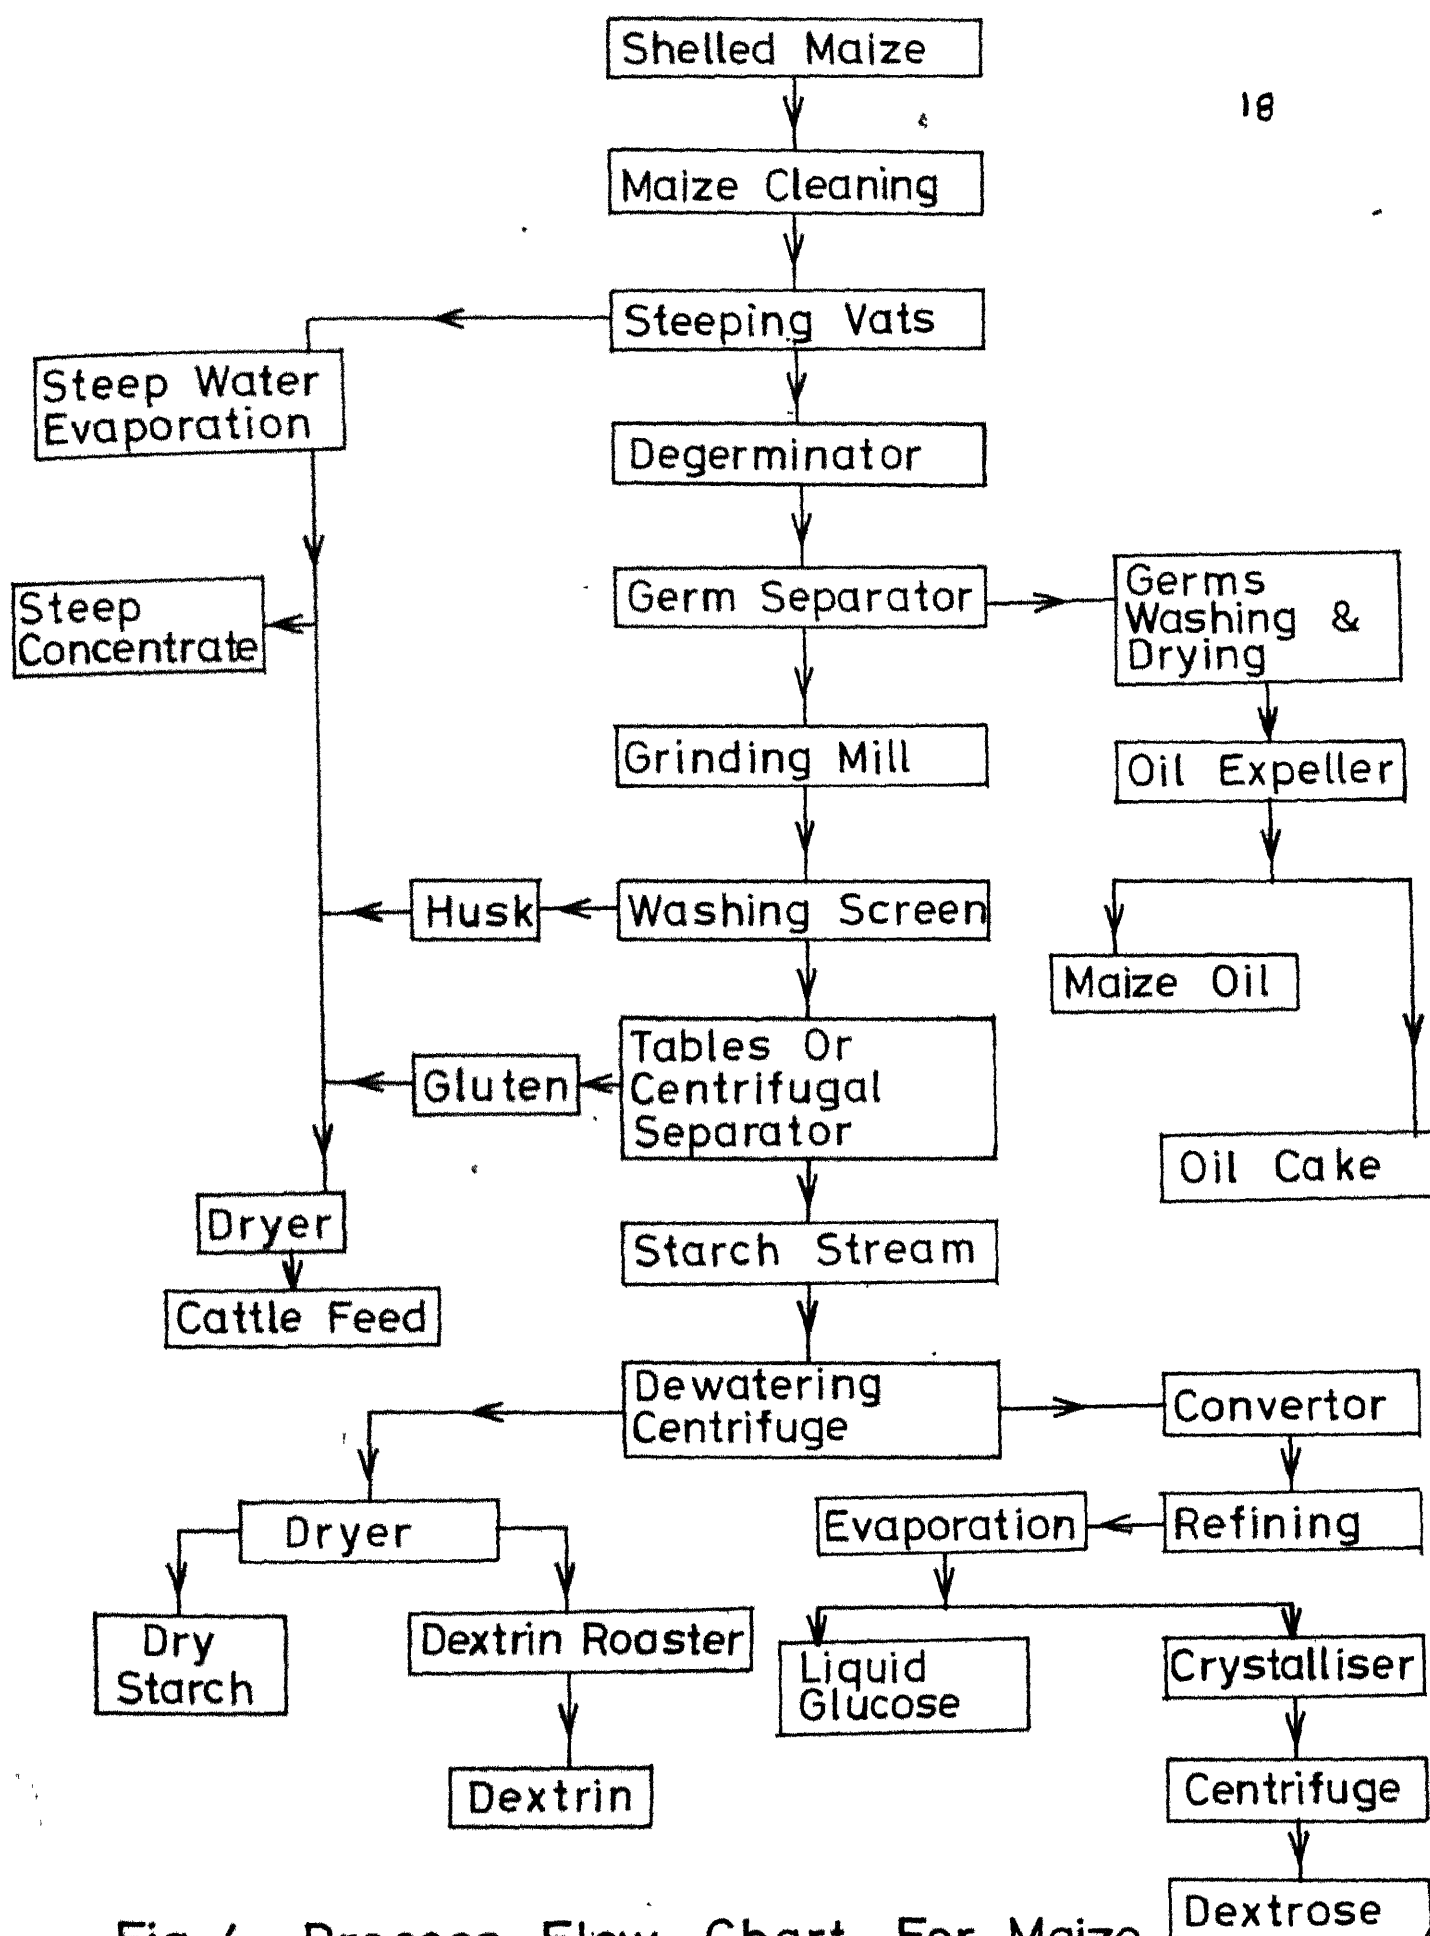 Shelled Maize
18
Maize Cleaning
Steeping Vats
Steep Water
Evaporation
Degerminator
Steep
Concentrate
Germ Separator
Germs
Washing &
Drying
Grinding Mill
Oil Expeller
Husk
Washing Screen
Maize Oil
Gluten
Tables Or
Centrifugal
Separator
Oil Cake
Dryer
Starch Stream
Cattle Feed
Dewatering
Centrifuge
Convertor
Dryer
Evaporation
Refining
Dry
Starch
Dextrin Roaster
Liquid
Glucose
Crystalliser
Dextrin
Centrifuge
Dextrose
Process Flow Chart For Maize